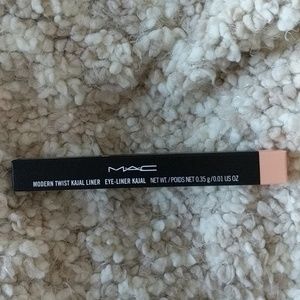 MAC
MODERN TWIST KAJAL LINER EYE-LINER KAJAL NET WT./POIDS NET 0.35 g/0.01 US OZ